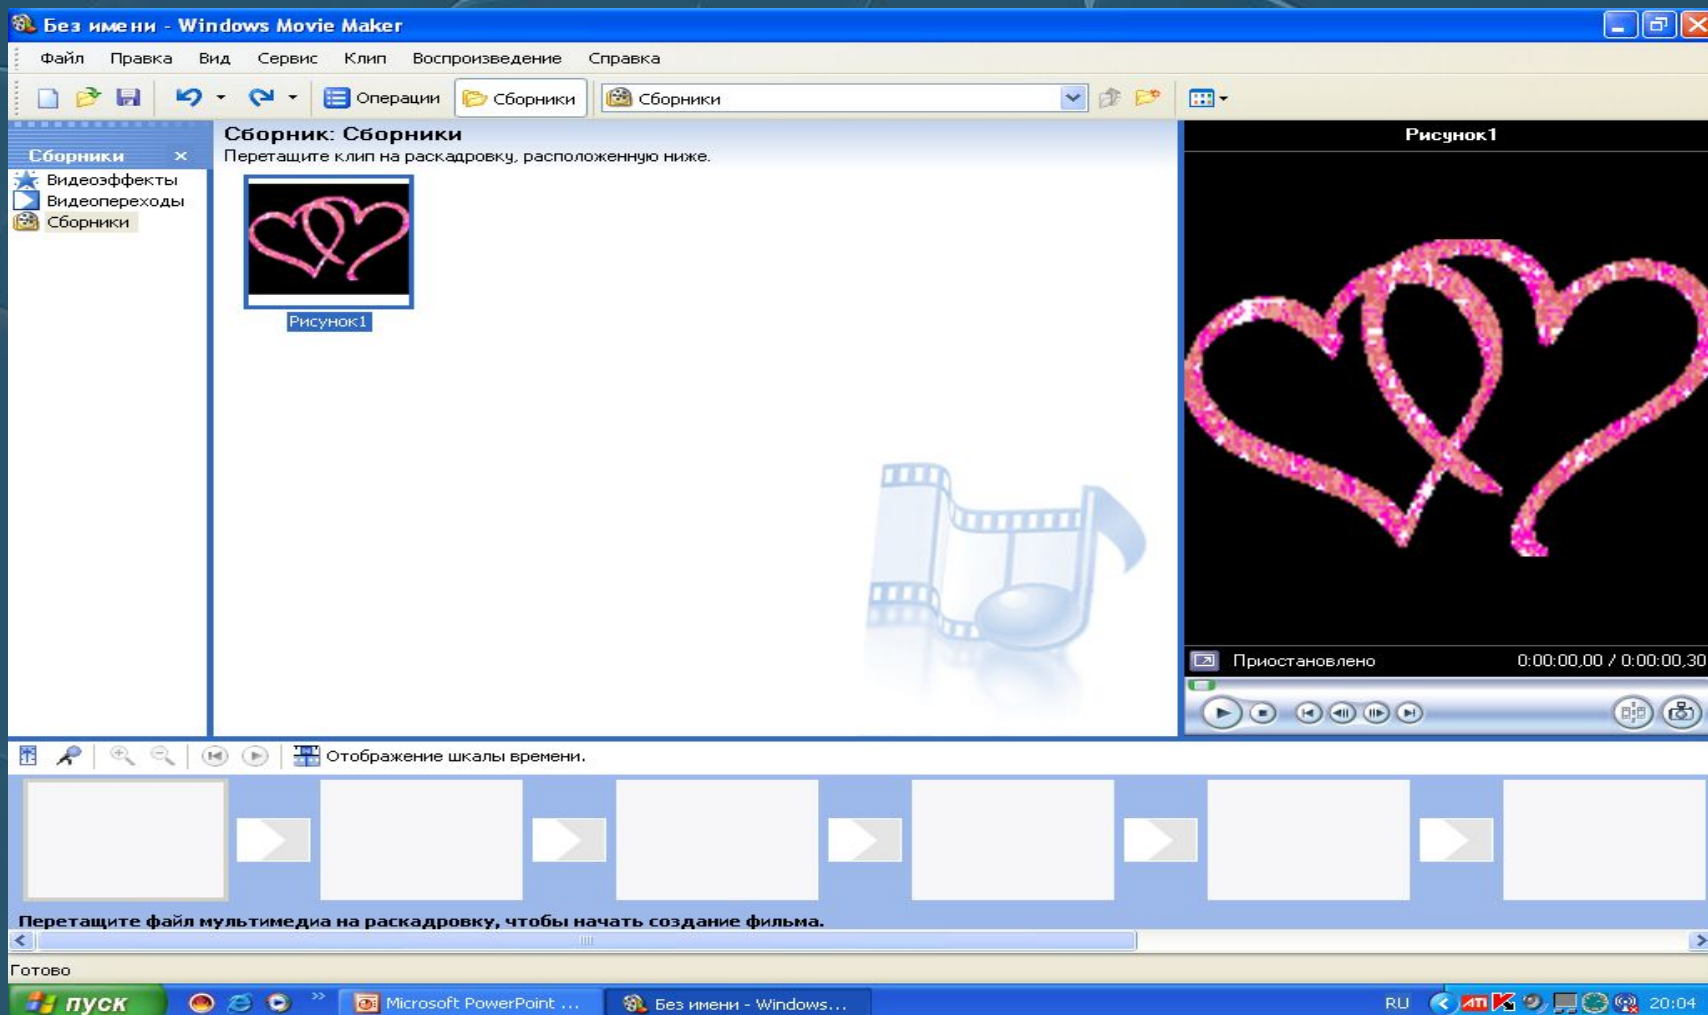 Без имени - Windows Movie Maker
Файл Правка Вид Сервис Клип Воспроизведение Справка
Операции Сборники Сборники
Сборники
Видеоэффекты
Видеопереходы
Сборники
Сборник: Сборники
Перетащите клип на раскадровку, расположенную ниже.
Рисунок1
Рисунок1
Приостановлено 0:00:00,00 / 0:00:00,30
Отображение шкалы времени.
Перетащите файл мультимедиа на раскадровку, чтобы начать создание фильма.
Готово
пуск Microsoft PowerPoint ... Без имени - Windows... RU ATI 20:04